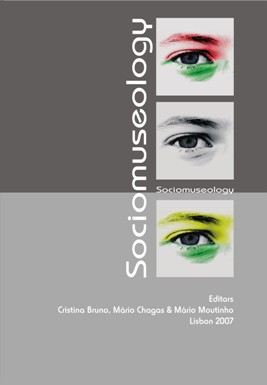 Sociomuseology
Sociomuseology
Editors
Cristina Bruno, Mário Chagas & Mário Moutinho
Lisbon 2007